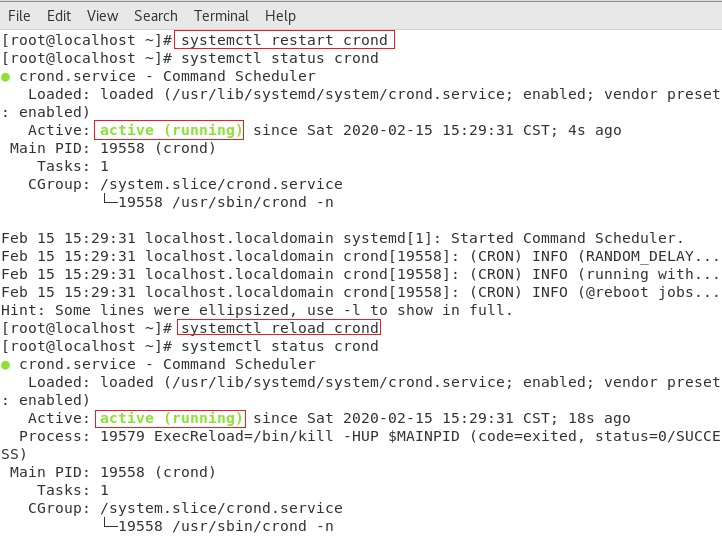 File Edit View Search Terminal Help
[root@localhost ~]# systemctl restart crond
[root@localhost ~]# systemctl status crond
● crond.service - Command Scheduler
   Loaded: loaded (/usr/lib/systemd/system/crond.service; enabled; vendor preset
: enabled)
   Active: active (running) since Sat 2020-02-15 15:29:31 CST; 4s ago
 Main PID: 19558 (crond)
    Tasks: 1
   CGroup: /system.slice/crond.service
           └─19558 /usr/sbin/crond -n

Feb 15 15:29:31 localhost.localdomain systemd[1]: Started Command Scheduler.
Feb 15 15:29:31 localhost.localdomain crond[19558]: (CRON) INFO (RANDOM_DELAY...
Feb 15 15:29:31 localhost.localdomain crond[19558]: (CRON) INFO (running with...
Feb 15 15:29:31 localhost.localdomain crond[19558]: (CRON) INFO (@reboot jobs...
Hint: Some lines were ellipsized, use -l to show in full.
[root@localhost ~]# systemctl reload crond
[root@localhost ~]# systemctl status crond
● crond.service - Command Scheduler
   Loaded: loaded (/usr/lib/systemd/system/crond.service; enabled; vendor preset
: enabled)
   Active: active (running) since Sat 2020-02-15 15:29:31 CST; 18s ago
  Process: 19579 ExecReload=/bin/kill -HUP $MAINPID (code=exited, status=0/SUCCE
SS)
 Main PID: 19558 (crond)
    Tasks: 1
   CGroup: /system.slice/crond.service
           └─19558 /usr/sbin/crond -n